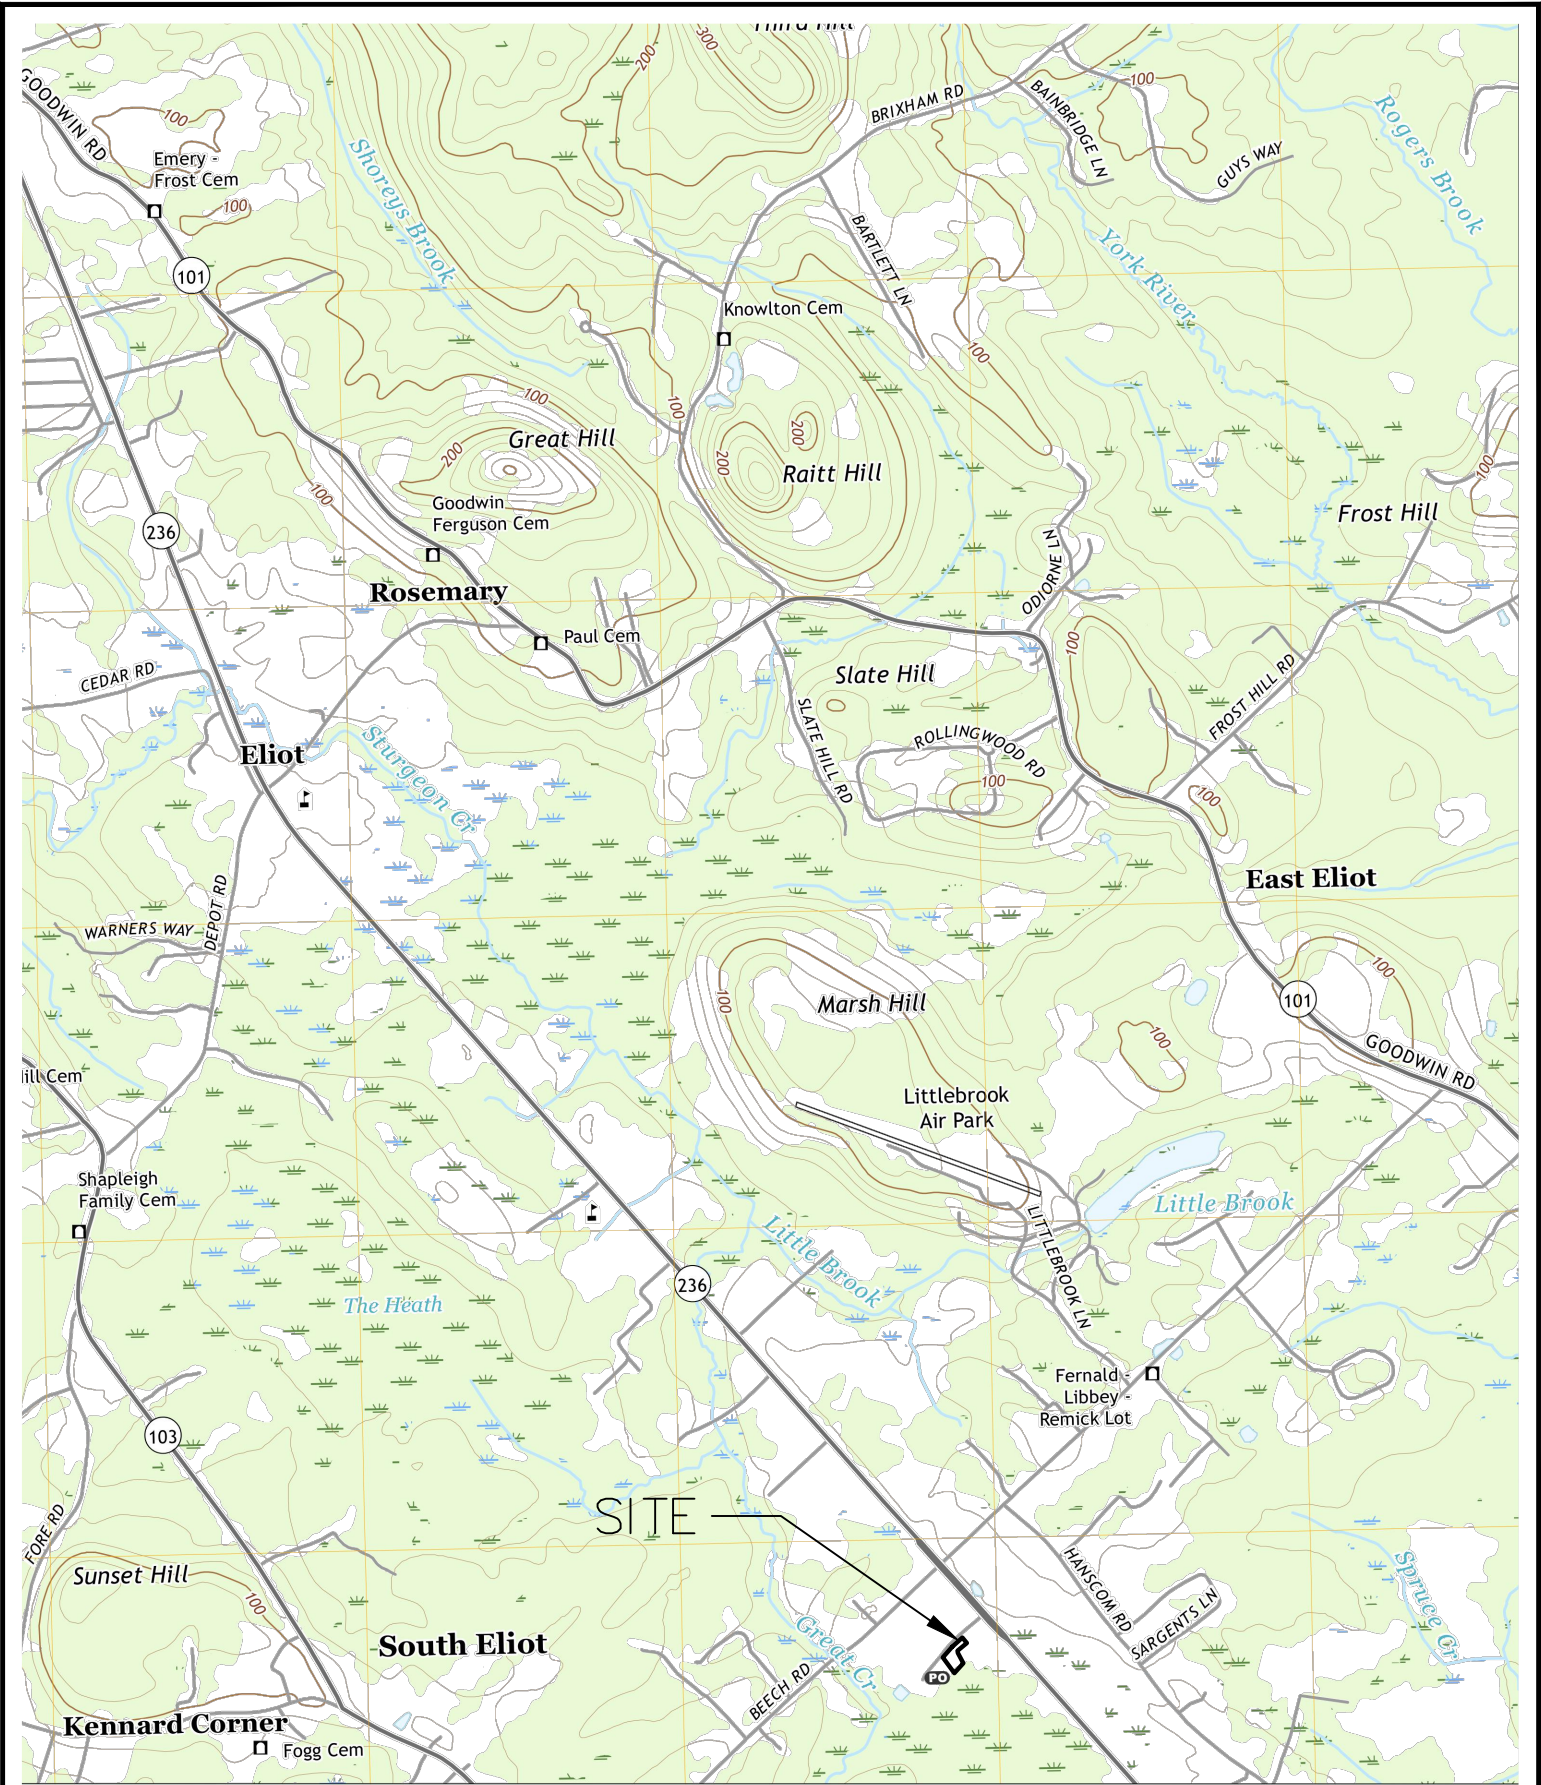 Third Hill
300
200
100
GOODWIN RD
100
BRIXHAM RD
BAINBRIDGE LN
Rogers Brook
Emery -
Frost Cem
Shoreys Brook
GUYS WAY
100
BARTLETT LN
York River
101
Knowlton Cem
100
100
100
200
Great Hill
200
200
Raitt Hill
100
100
Goodwin
Ferguson Cem
Frost Hill
236
ODIORNE LN
Rosemary
Paul Cem
100
CEDAR RD
Slate Hill
FROST HILL RD
SLATE HILL RD
ROLLINGWOOD RD
Eliot
Sturgeon Cr
100
100
East Eliot
DEPOT RD
WARNERS WAY
100
100
Marsh Hill
101
100
GOODWIN RD
ill Cem
Littlebrook
Air Park
Shapleigh
Family Cem
Little Brook
LITTLEBROOK LN
Little Brook
236
The Heath
Fernald -
Libbey -
Remick Lot
103
SITE
FORE RD
HANSCOM RD
Spruce Cr
Sunset Hill
100
SARGENTS LN
Great Cr
South Eliot
PO
BEECH RD
Kennard Corner
Fogg Cem